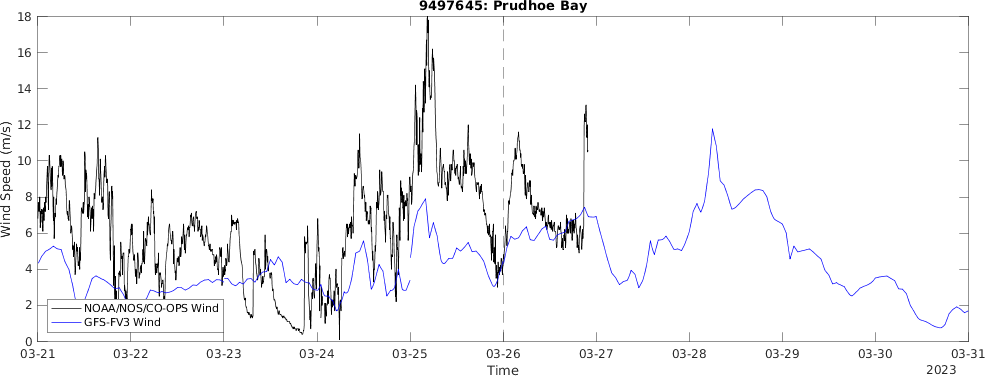 9497645: Prudhoe Bay
18
16
14
12
10
8
6
4
2
0
Wind Speed (m/s)
NOAA/NOS/CO-OPS Wind
GFS-FV3 Wind
03-21 03-22 03-23 03-24 03-25 03-26 03-27 03-28 03-29 03-30 03-31
Time
2023